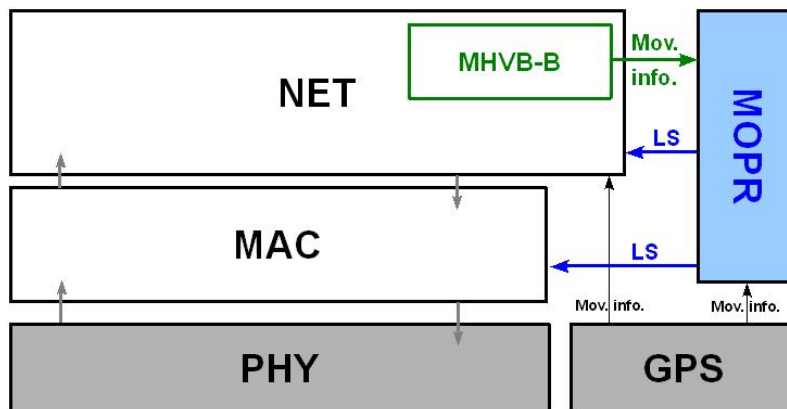 MHVB-B
Mov.
info.
NET
MOPR
LS
MAC
LS
Mov. info.
Mov. info.
PHY
GPS